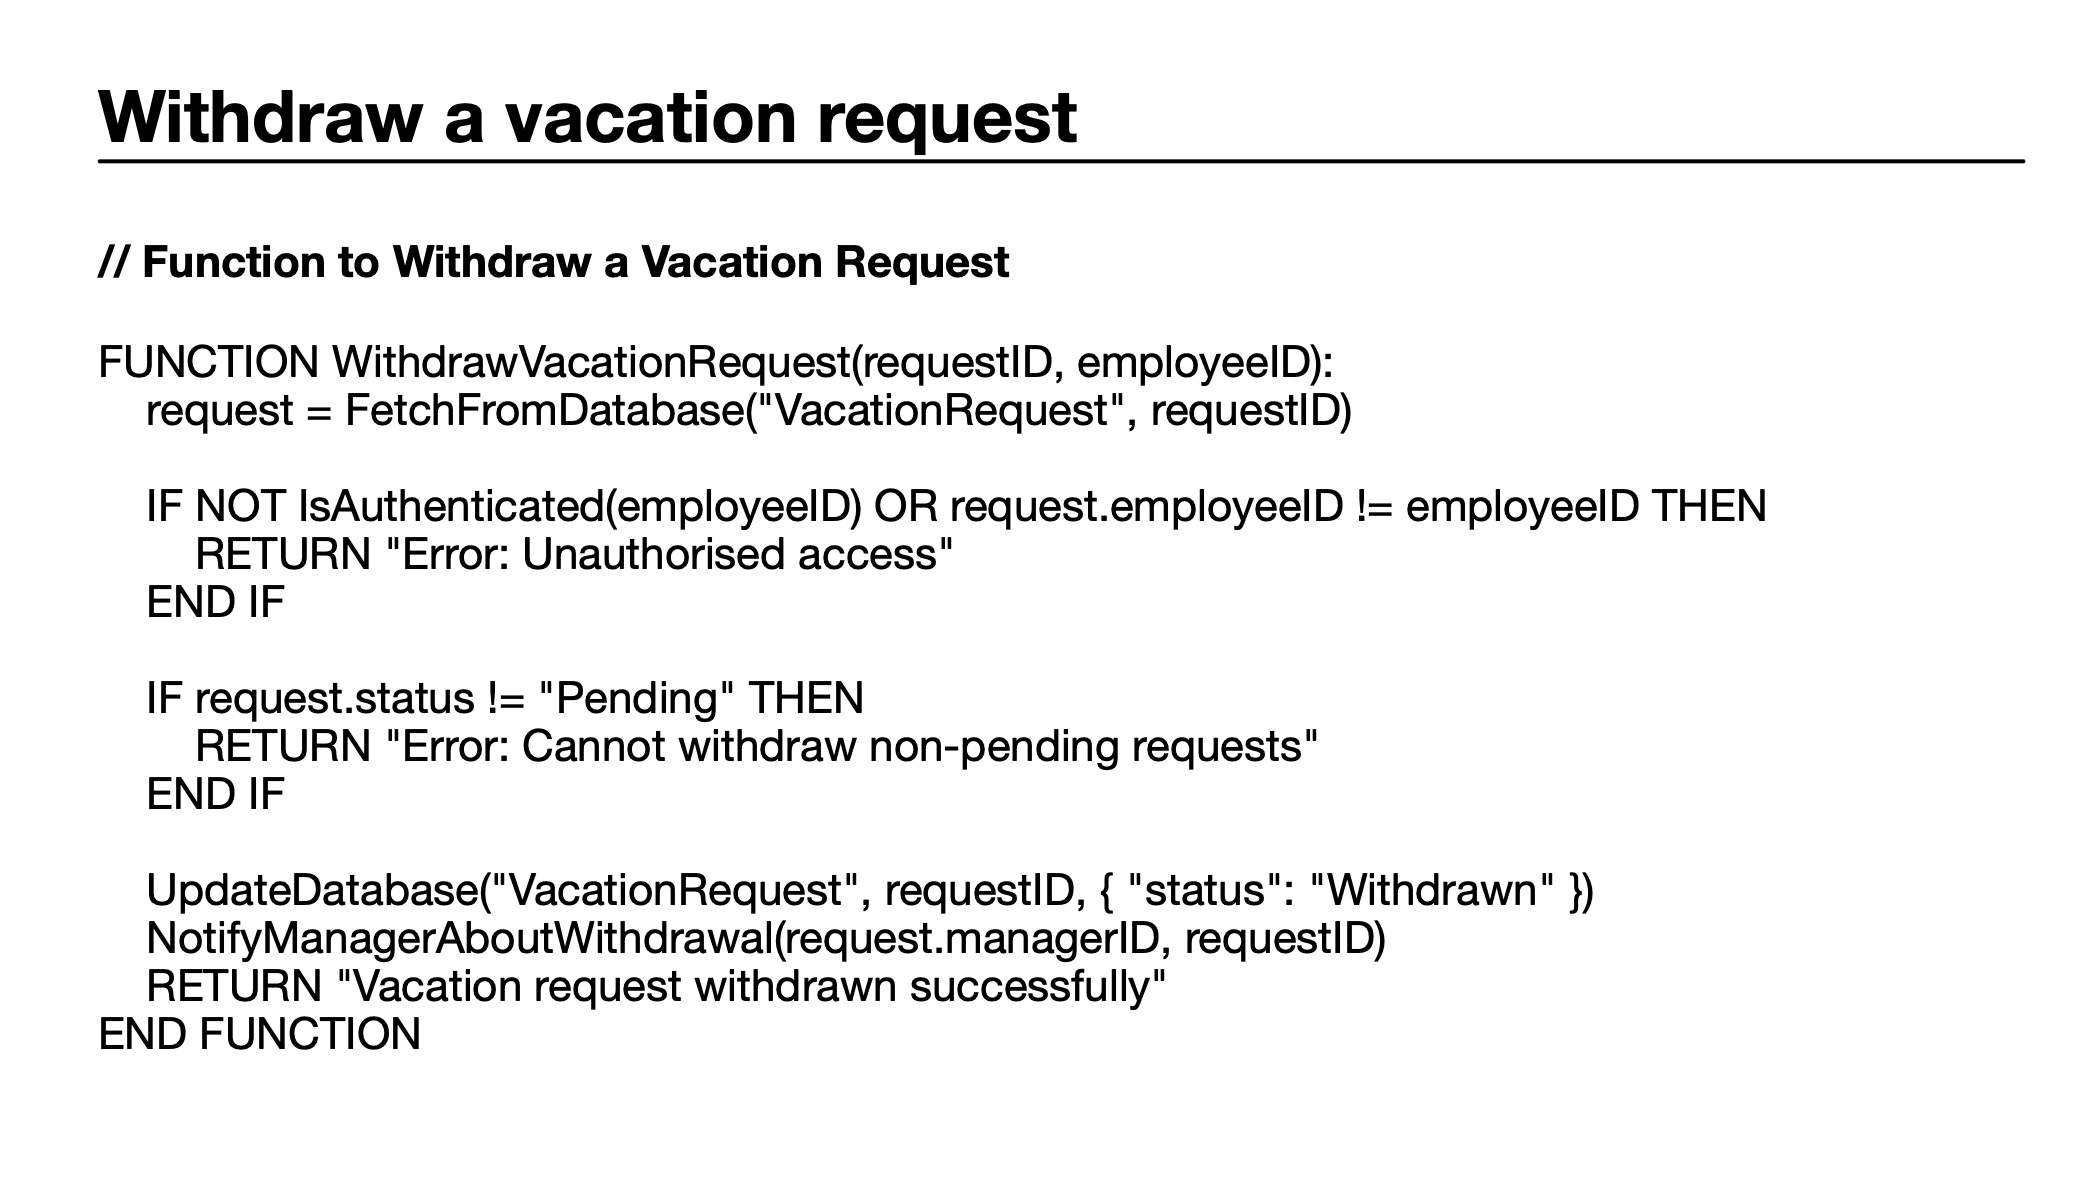 Withdraw a vacation request
// Function to Withdraw a Vacation Request
FUNCTION WithdrawVacationRequest(requestID, employeeID):
request = FetchFromDatabase("VacationRequest", requestID)
IF NOT IsAuthenticated(employeeID) OR request.employeeID != employeeID THEN
RETURN "Error: Unauthorised access"
END IF
IF request.status != "Pending" THEN
RETURN "Error: Cannot withdraw non-pending requests"
END IF
UpdateDatabase("VacationRequest", requestID, { "status": "Withdrawn" })
NotifyManagerAboutWithdrawal(request.managerID, requestID)
RETURN "Vacation request withdrawn successfully"
END FUNCTION